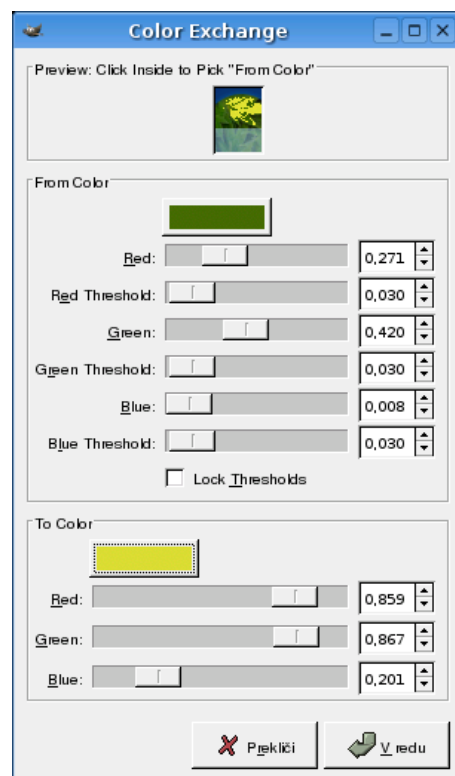 Color Exchange
Preview: Click Inside to Pick "From Color"
From Color
Red: 0,271
Red Threshold: 0,030
Green: 0,420
Green Threshold: 0,030
Blue: 0,008
Blue Threshold: 0,030
Lock Thresholds
To Color
Red: 0,859
Green: 0,867
Blue: 0,201
Prekliči V redu